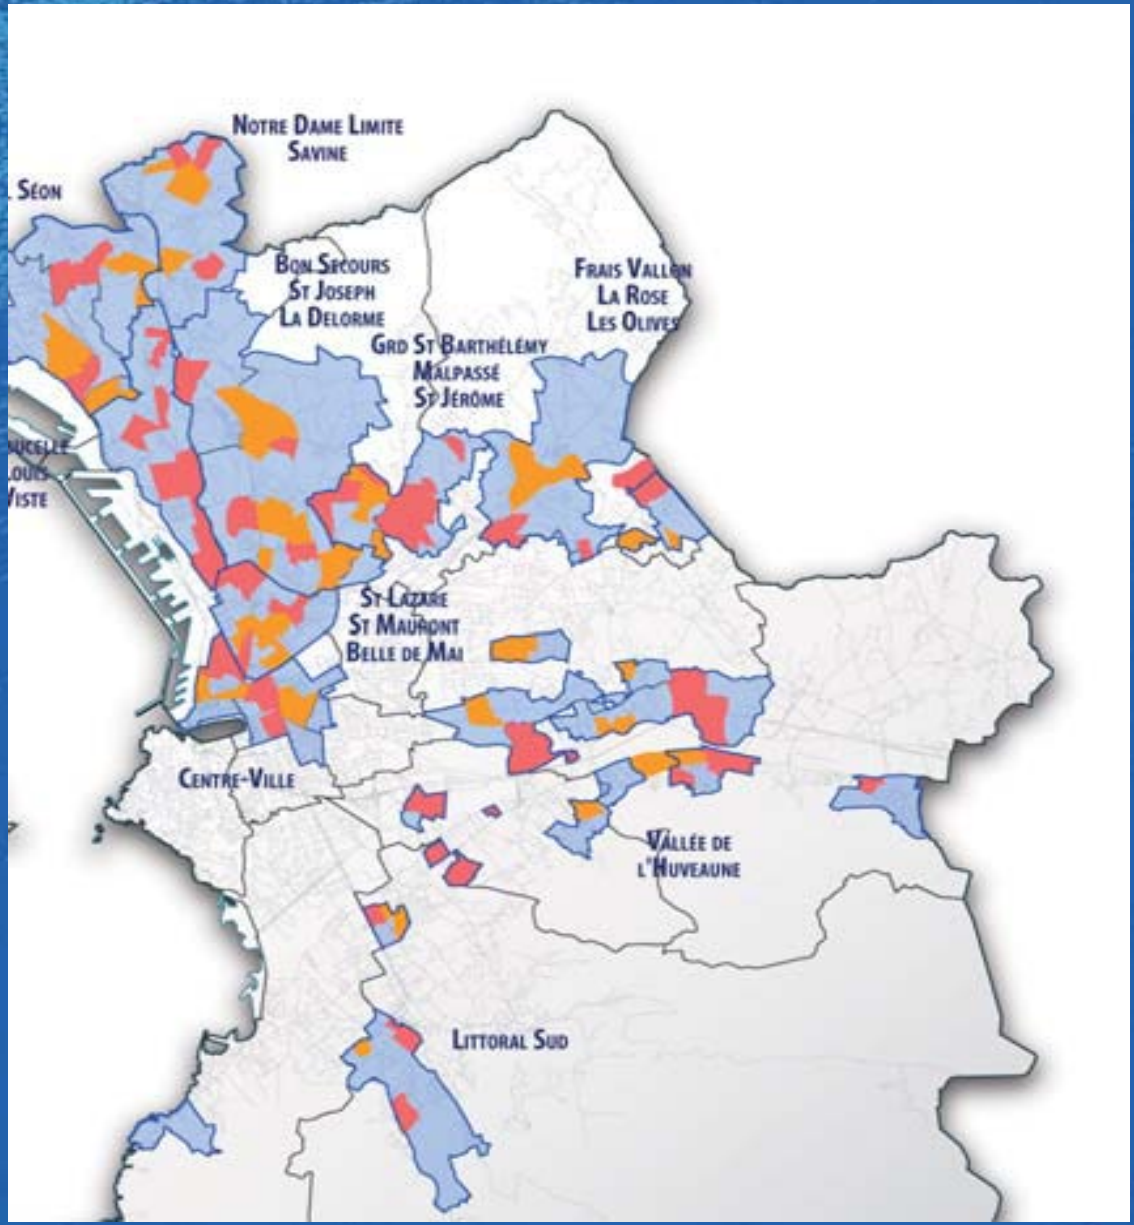 Notre Dame Limite
Savine
Séon
Bon Secours
St Joseph
La Delorme
Frais Vallon
La Rose
Les Olives
Grd St Barthélémy
Malpassé
St Jérôme
Louis
Viste
St Lazare
St Mauront
Belle de Mai
Centre-Ville
Vallée de
l'Huveaune
Littoral Sud